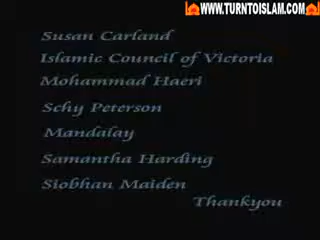 WWW.TURNTOISLAM.COM
Susan Carland
Islamic Council of Victoria
Mohammad Haeri
Schy Peterson
Mandalay
Samantha Harding
Siobhan Maiden
Thankyou